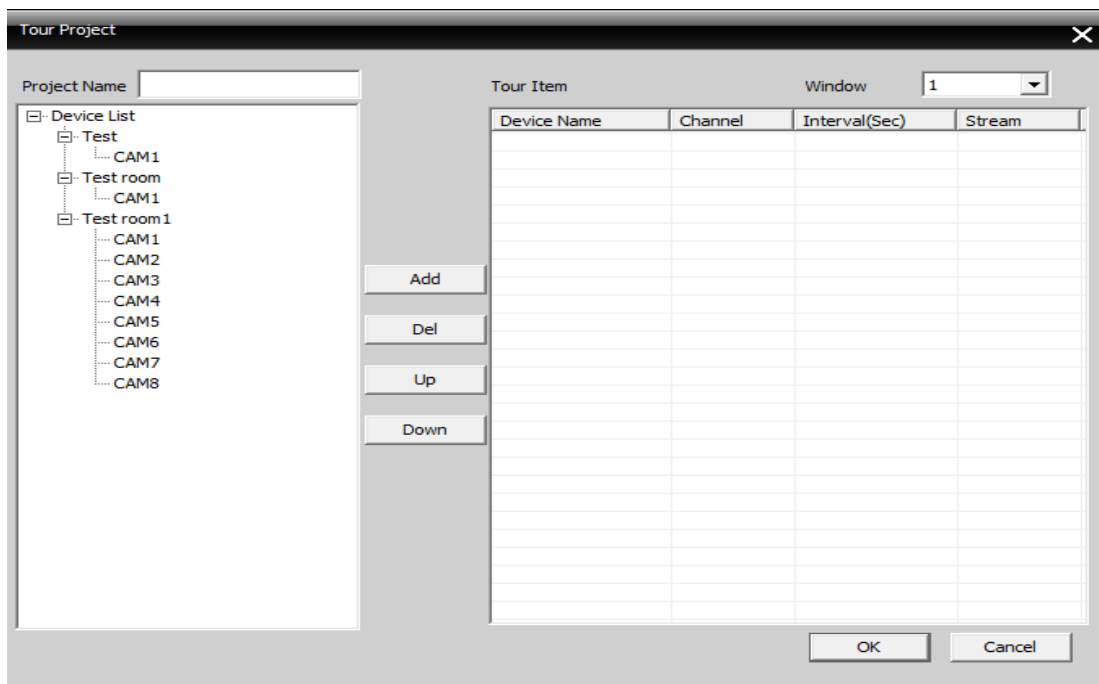 Tour Project
Project Name
Tour Item Window 1
Device List
Test
CAM1
Test room
CAM1
Test room1
CAM1
CAM2
CAM3
CAM4
CAM5
CAM6
CAM7
CAM8
Add
Del
Up
Down
Device Name Channel Interval(Sec) Stream
OK Cancel